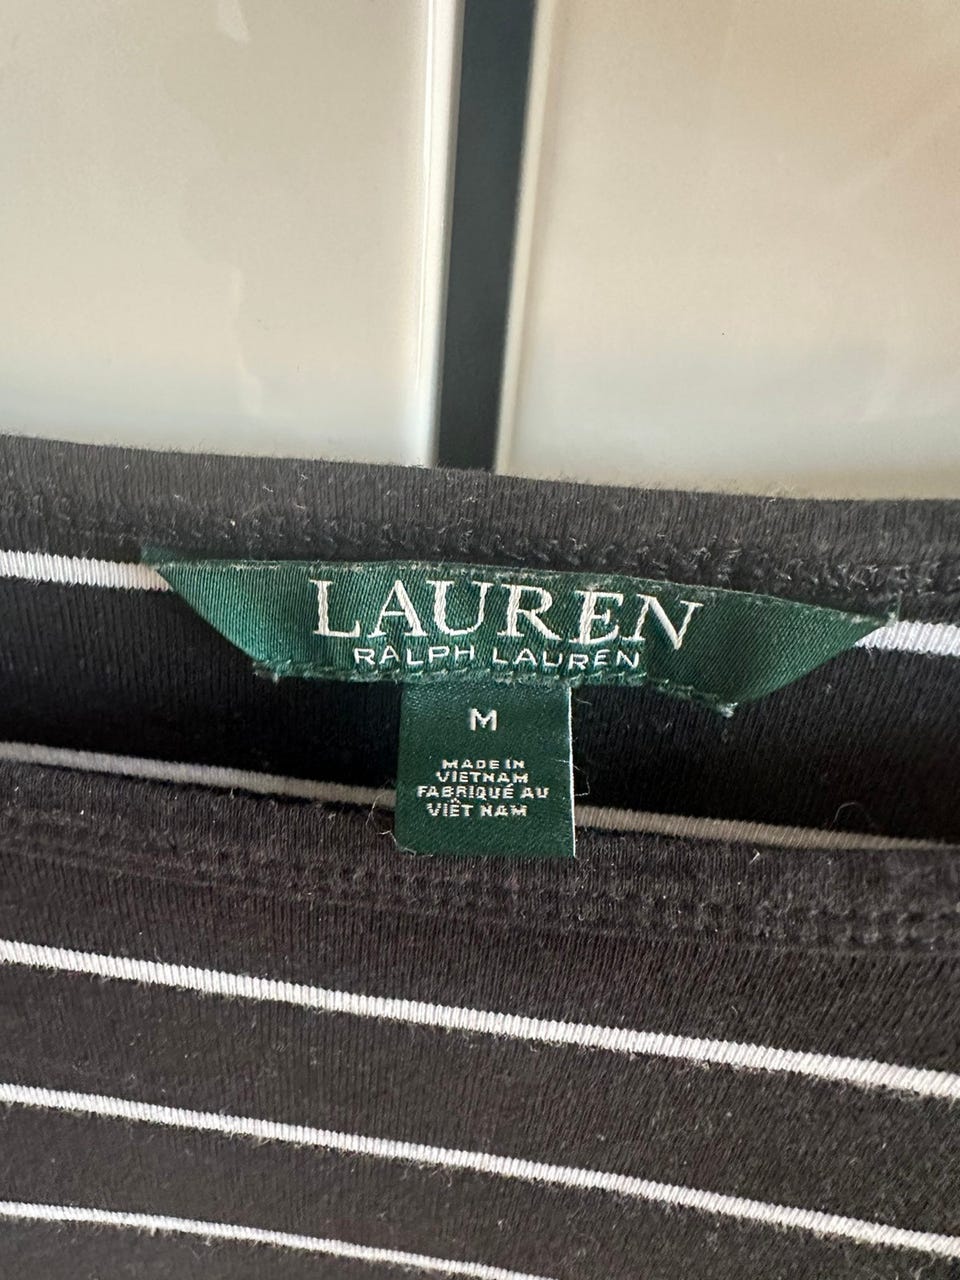 LAUREN
RALPH LAUREN
M
MADE IN
VIETNAM
FABRIQUÉ AU
VIÊT NAM